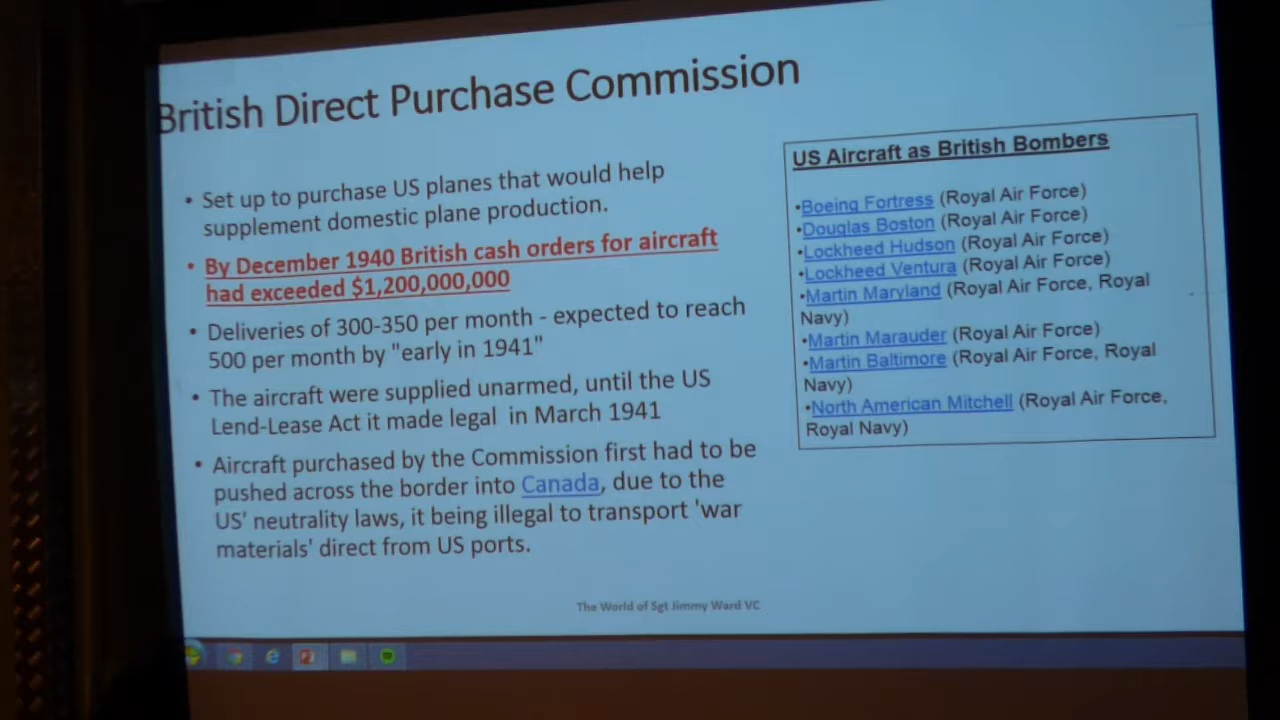 British Direct Purchase Commission
• Set up to purchase US planes that would help
supplement domestic plane production.
• By December 1940 British cash orders for aircraft
had exceeded $1,200,000,000
• Deliveries of 300-350 per month - expected to reach
500 per month by "early in 1941"
• The aircraft were supplied unarmed, until the US
Lend-Lease Act it made legal in March 1941
• Aircraft purchased by the Commission first had to be
pushed across the border into Canada, due to the
US' neutrality laws, it being illegal to transport 'war
materials' direct from US ports.
US Aircraft as British Bombers
•Boeing Fortress (Royal Air Force)
•Douglas Boston (Royal Air Force)
•Lockheed Hudson (Royal Air Force)
•Lockheed Ventura (Royal Air Force)
•Martin Maryland (Royal Air Force, Royal
Navy)
•Martin Marauder (Royal Air Force)
•Martin Baltimore (Royal Air Force, Royal
Navy)
•North American Mitchell (Royal Air Force,
Royal Navy)
The World of Sgt Jimmy Ward VC